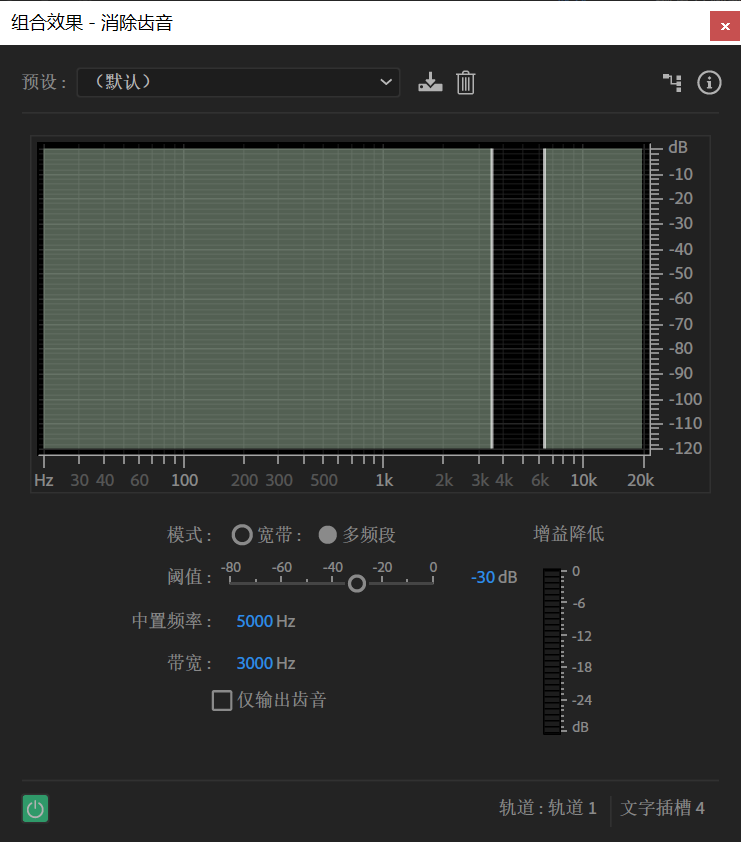 组合效果 - 消除齿音
预设 : （默认）
dB
-10
-20
-30
-40
-50
-60
-70
-80
-90
-100
-110
-120
Hz 30 40 60 100 200 300 500 1k 2k 3k 4k 6k 10k 20k
模式 : 宽带 : 多频段 增益降低
阈值 : -80 -60 -40 -20 0 -30 dB
中置频率 : 5000 Hz
带宽 : 3000 Hz
仅输出齿音
0
-6
-12
-18
-24
dB
轨道 : 轨道 1 文字插槽 4